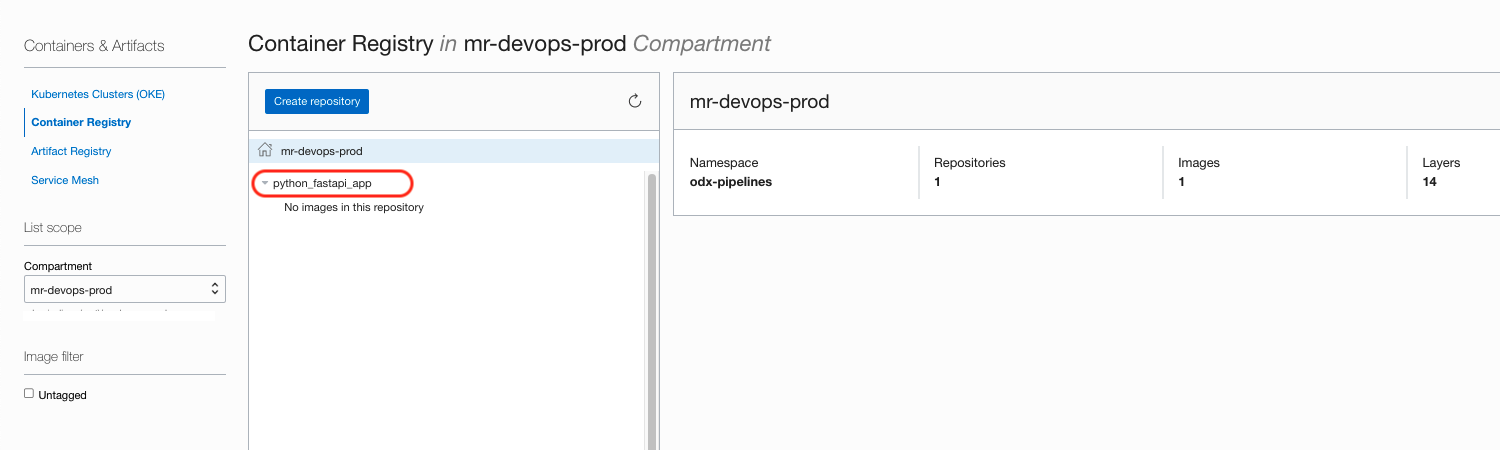 Containers & Artifacts
Kubernetes Clusters (OKE)
Container Registry
Artifact Registry
Service Mesh
List scope
Compartment
mr-devops-prod
Image filter
Untagged
Container Registry in mr-devops-prod Compartment
Create repository
mr-devops-prod
python_fastapi_app
No images in this repository
mr-devops-prod
Namespace
odx-pipelines
Repositories
1
Images
1
Layers
14